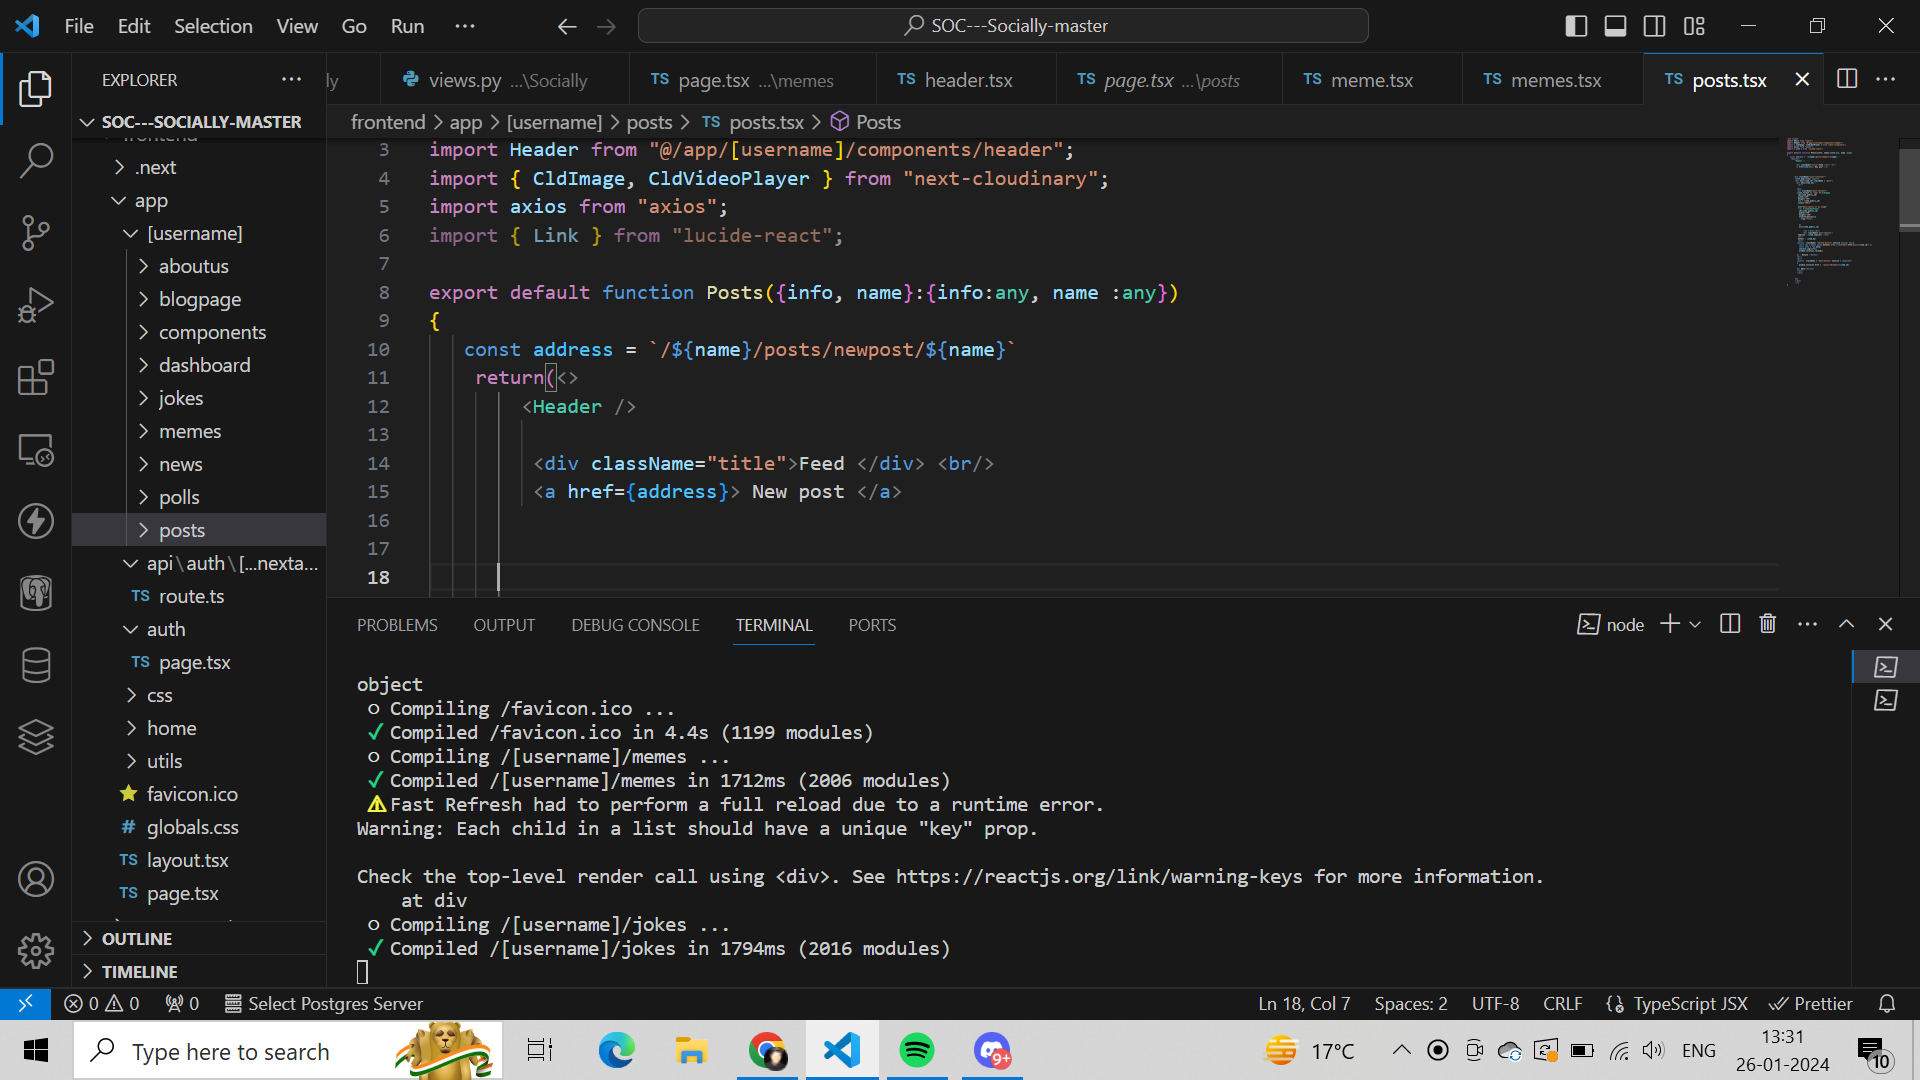 File Edit Selection View Go Run ··· SOC---Socially-master
EXPLORER ···
ly views.py ...\Socially TS page.tsx ...\memes TS header.tsx TS page.tsx ...\posts TS meme.tsx TS memes.tsx TS posts.tsx
SOC---SOCIALLY-MASTER
frontend
.next
app
[username]
aboutus
blogpage
components
dashboard
jokes
memes
news
polls
posts
api\auth\[...nexta...
TS route.ts
auth
TS page.tsx
css
home
utils
favicon.ico
# globals.css
TS layout.tsx
TS page.tsx
OUTLINE
TIMELINE
frontend > app > [username] > posts > TS posts.tsx > Posts
3 import Header from "@/app/[username]/components/header";
4 import { CldImage, CldVideoPlayer } from "next-cloudinary";
5 import axios from "axios";
6 import { Link } from "lucide-react";
7
8 export default function Posts({info, name}:{info:any, name :any})
9 {
10 const address = `/${name}/posts/newpost/${name}`
11 return(<>
12 <Header />
13
14 <div className="title">Feed </div> <br/>
15 <a href={address}> New post </a>
16
17
18
PROBLEMS OUTPUT DEBUG CONSOLE TERMINAL PORTS node
object
○ Compiling /favicon.ico ...
✓ Compiled /favicon.ico in 4.4s (1199 modules)
○ Compiling /[username]/memes ...
✓ Compiled /[username]/memes in 1712ms (2006 modules)
⚠ Fast Refresh had to perform a full reload due to a runtime error.
Warning: Each child in a list should have a unique "key" prop.
Check the top-level render call using <div>. See https://reactjs.org/link/warning-keys for more information.
at div
○ Compiling /[username]/jokes ...
✓ Compiled /[username]/jokes in 1794ms (2016 modules)
0 0 0 Select Postgres Server Ln 18, Col 7 Spaces: 2 UTF-8 CRLF TypeScript JSX Prettier
Type here to search 9+ 17°C ENG 13:31
26-01-2024 10